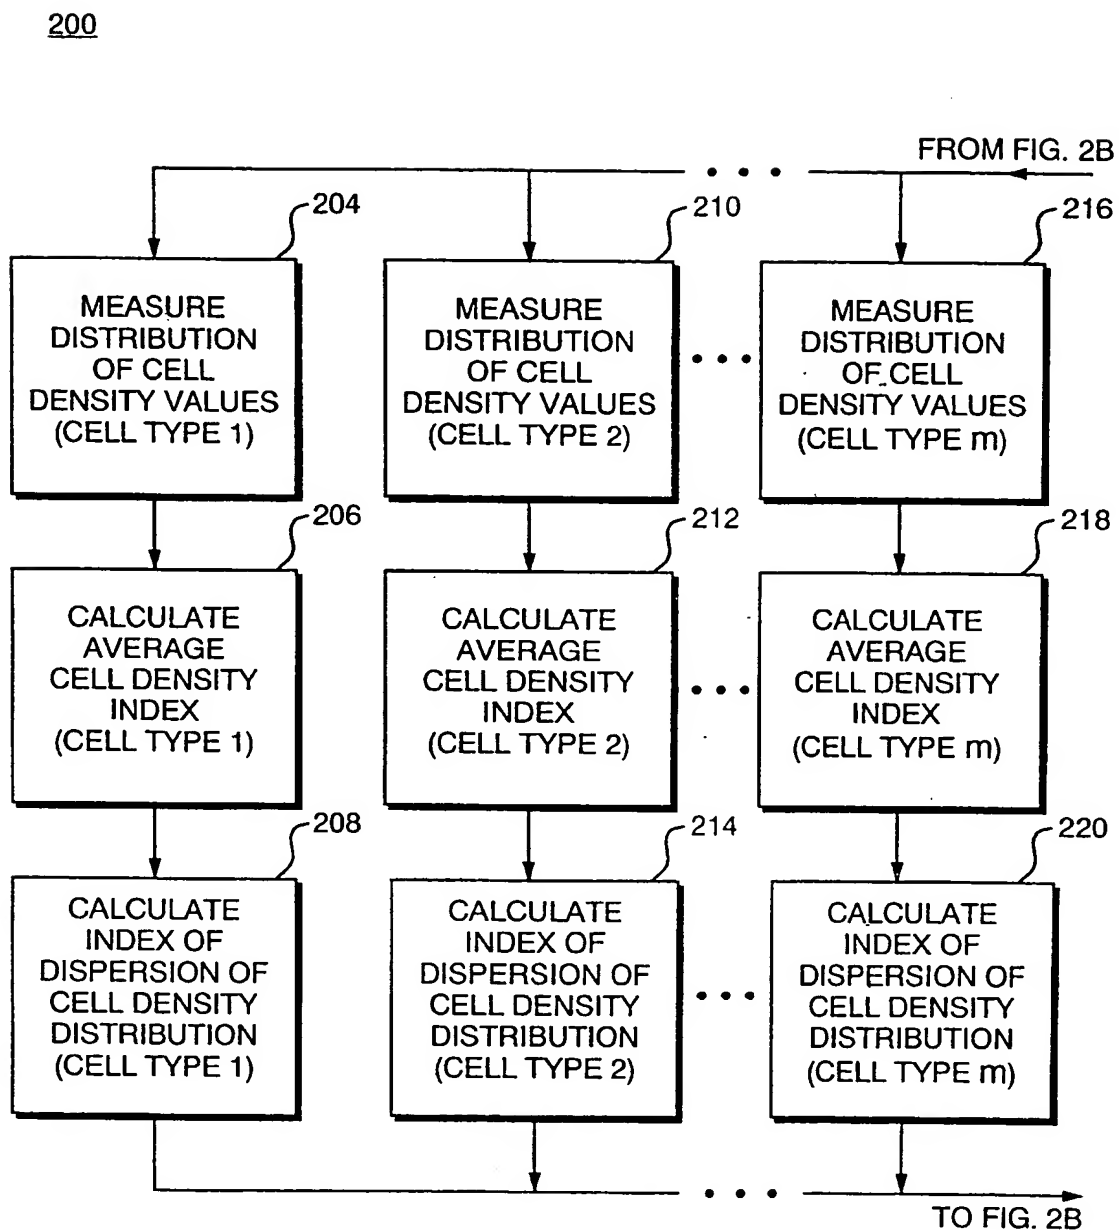 200
FROM FIG. 2B
204
210
216
MEASURE
DISTRIBUTION
OF CELL
DENSITY VALUES
(CELL TYPE 1)
MEASURE
DISTRIBUTION
OF CELL
DENSITY VALUES
(CELL TYPE 2)
MEASURE
DISTRIBUTION
OF CELL
DENSITY VALUES
(CELL TYPE m)
206
212
218
CALCULATE
AVERAGE
CELL DENSITY
INDEX
(CELL TYPE 1)
CALCULATE
AVERAGE
CELL DENSITY
INDEX
(CELL TYPE 2)
CALCULATE
AVERAGE
CELL DENSITY
INDEX
(CELL TYPE m)
208
214
220
CALCULATE
INDEX OF
DISPERSION OF
CELL DENSITY
DISTRIBUTION
(CELL TYPE 1)
CALCULATE
INDEX OF
DISPERSION OF
CELL DENSITY
DISTRIBUTION
(CELL TYPE 2)
CALCULATE
INDEX OF
DISPERSION OF
CELL DENSITY
DISTRIBUTION
(CELL TYPE m)
TO FIG. 2B